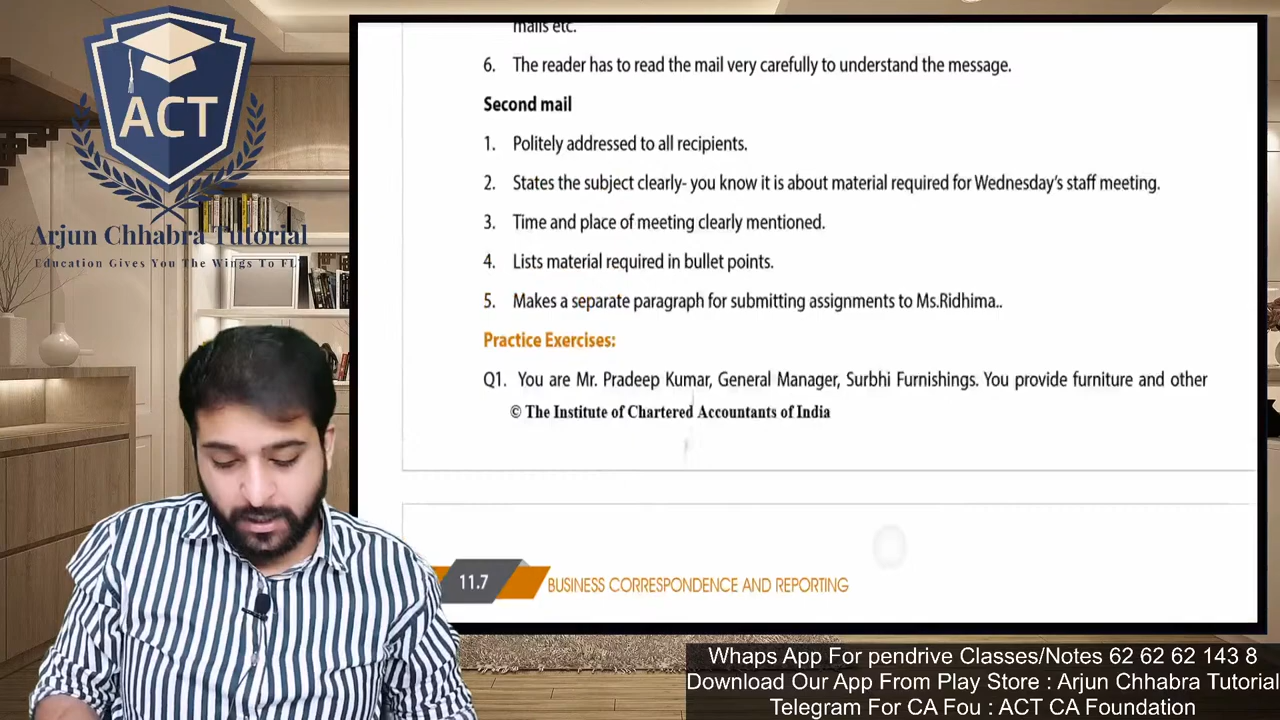 ACT
Arjun Chhabra Tutorial
Education Gives You The Wings To FL
mails etc.
6. The reader has to read the mail very carefully to understand the message.
Second mail
1. Politely addressed to all recipients.
2. States the subject clearly- you know it is about material required for Wednesday's staff meeting.
3. Time and place of meeting clearly mentioned.
4. Lists material required in bullet points.
5. Makes a separate paragraph for submitting assignments to Ms.Ridhima..
Practice Exercises:
Q1. You are Mr. Pradeep Kumar, General Manager, Surbhi Furnishings. You provide furniture and other
© The Institute of Chartered Accountants of India
11.7 BUSINESS CORRESPONDENCE AND REPORTING
Whaps App For pendrive Classes/Notes 62 62 62 143 8
Download Our App From Play Store : Arjun Chhabra Tutorial
Telegram For CA Fou : ACT CA Foundation